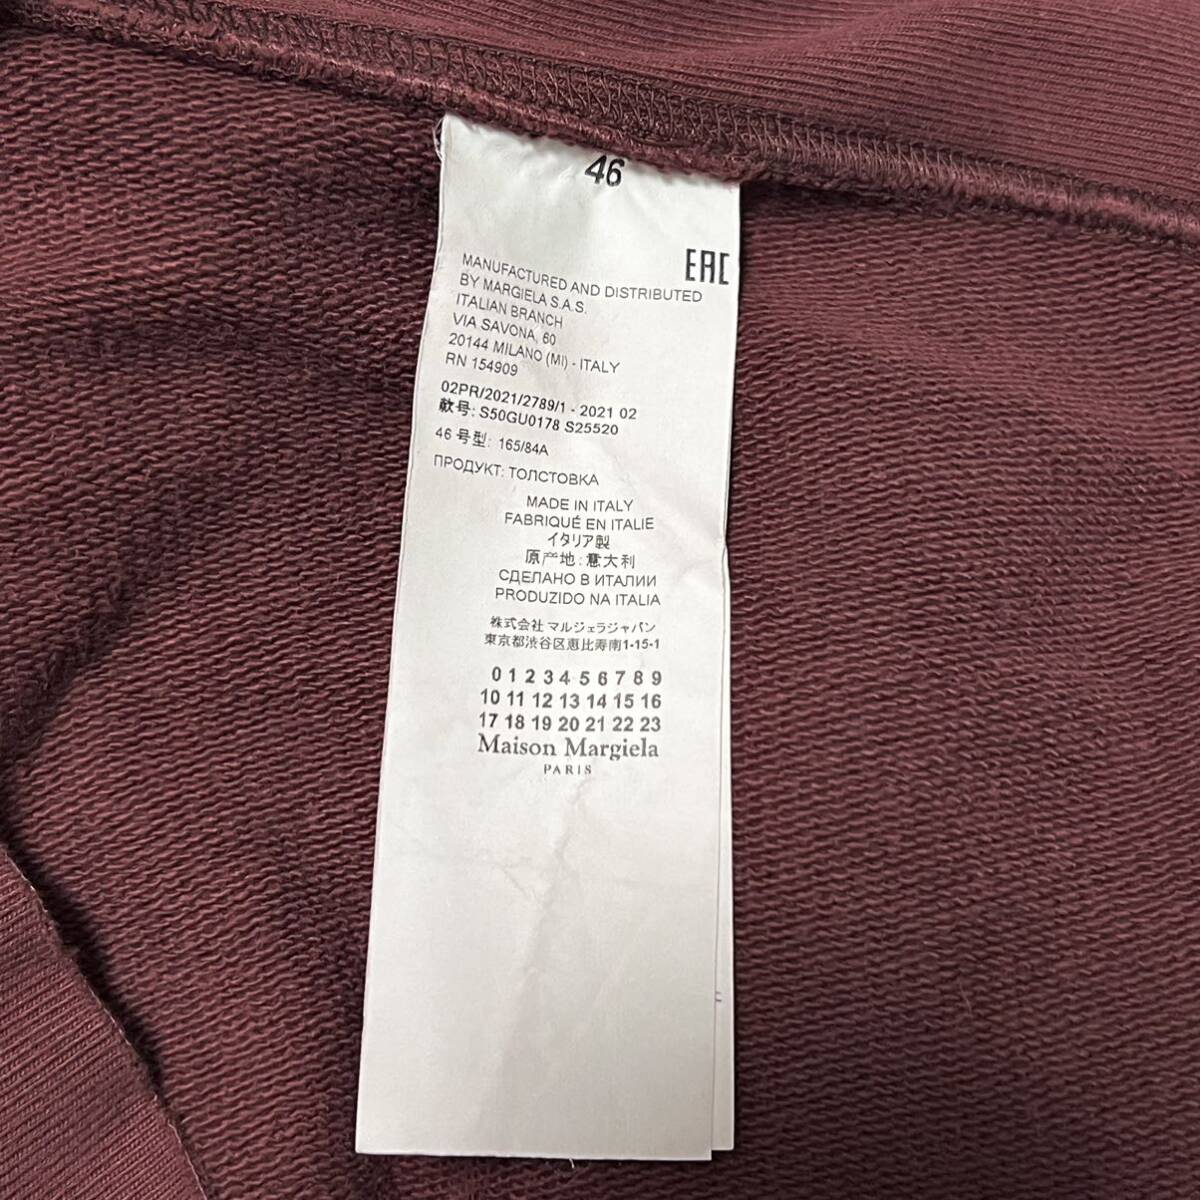 46
EAC
MANUFACTURED AND DISTRIBUTED
BY MARGIELA S.A.S.
ITALIAN BRANCH
VIA SAVONA, 60
20144 MILANO (MI) - ITALY
RN 154909
02PR/2021/2789/1 - 2021 02
款号: S50GU0178 S25520
46 号型: 165/84A
ПРОДУКТ: ТОЛСТОВКА
MADE IN ITALY
FABRIQUÉ EN ITALIE
イタリア製
原产地: 意大利
СДЕЛАНО В ИТАЛИИ
PRODUZIDO NA ITALIA
株式会社 マルジェラジャパン
東京都渋谷区恵比寿南1-15-1
0 1 2 3 4 5 6 7 8 9
10 11 12 13 14 15 16
17 18 19 20 21 22 23
Maison Margiela
PARIS